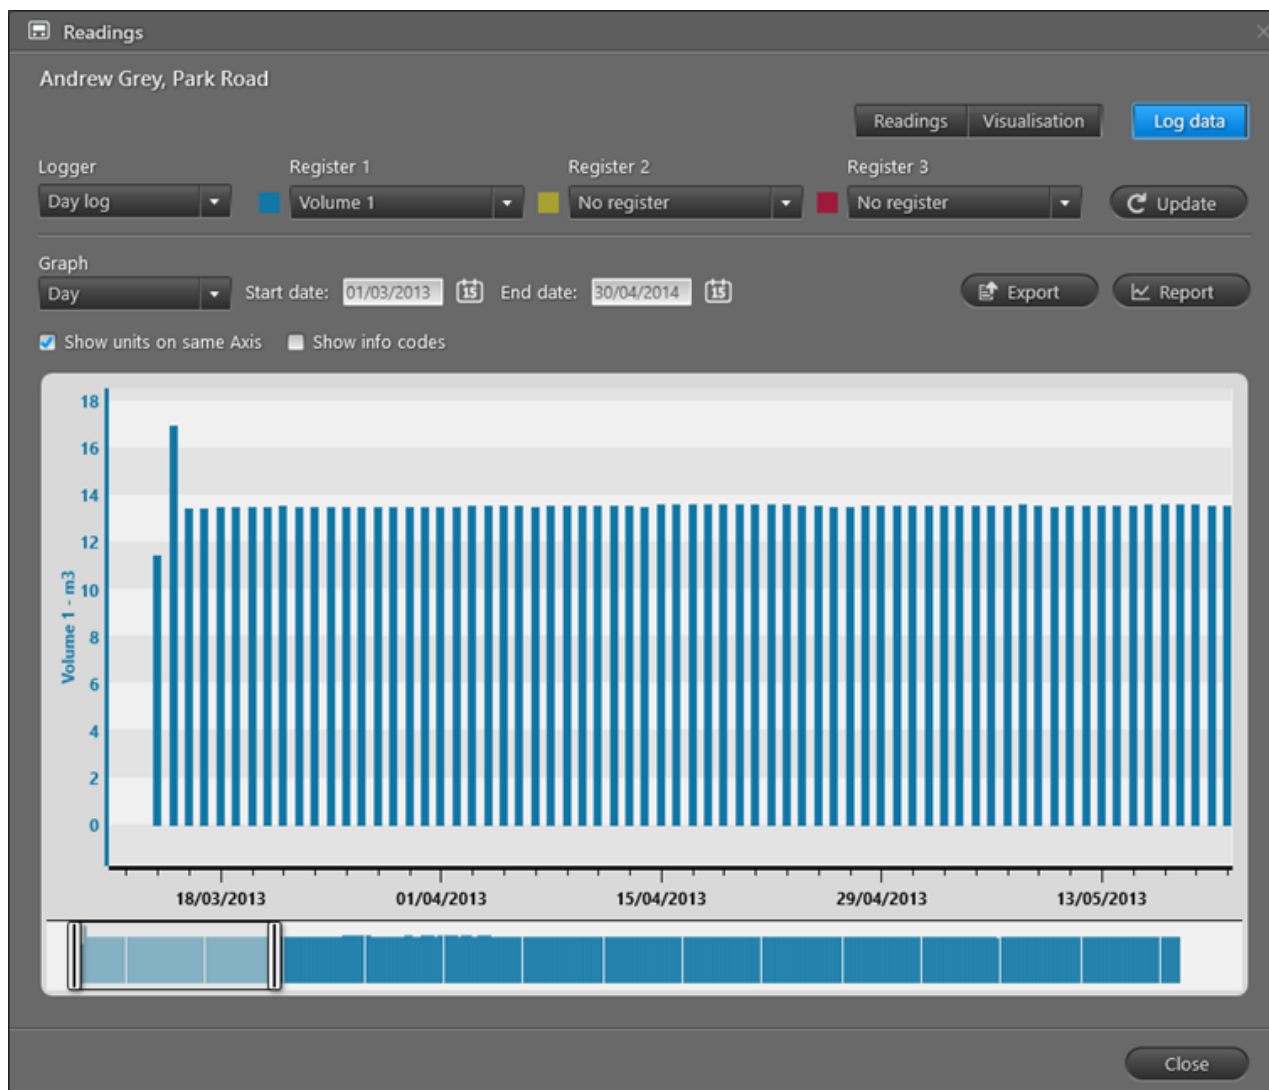 Readings
Andrew Grey, Park Road
Readings Visualisation Log data
Logger Register 1 Register 2 Register 3
Day log Volume 1 No register No register Update
Graph
Day Start date: 01/03/2013 15 End date: 30/04/2014 15 Export Report
Show units on same Axis Show info codes
18
16
14
12
10
8
6
4
2
0
Volume 1 - m3
18/03/2013 01/04/2013 15/04/2013 29/04/2013 13/05/2013
Close